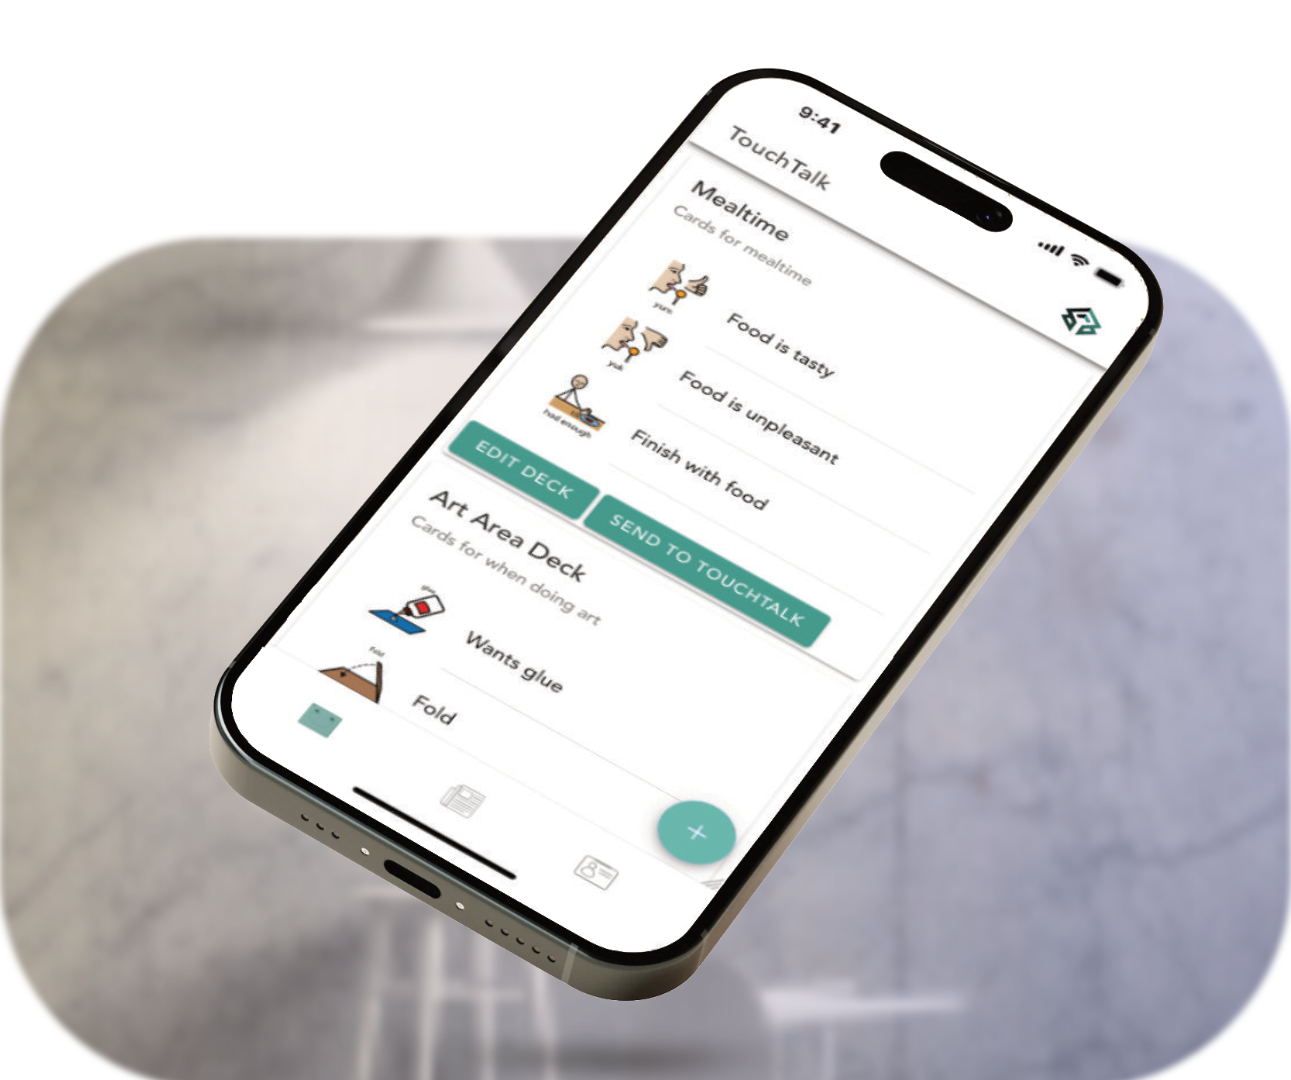 9:41
TouchTalk
Mealtime
Cards for mealtime
yum
Food is tasty
yuk
Food is unpleasant
had enough
Finish with food
EDIT DECK
SEND TO TOUCHTALK
Art Area Deck
Cards for when doing art
glue
Wants glue
fold
Fold
+